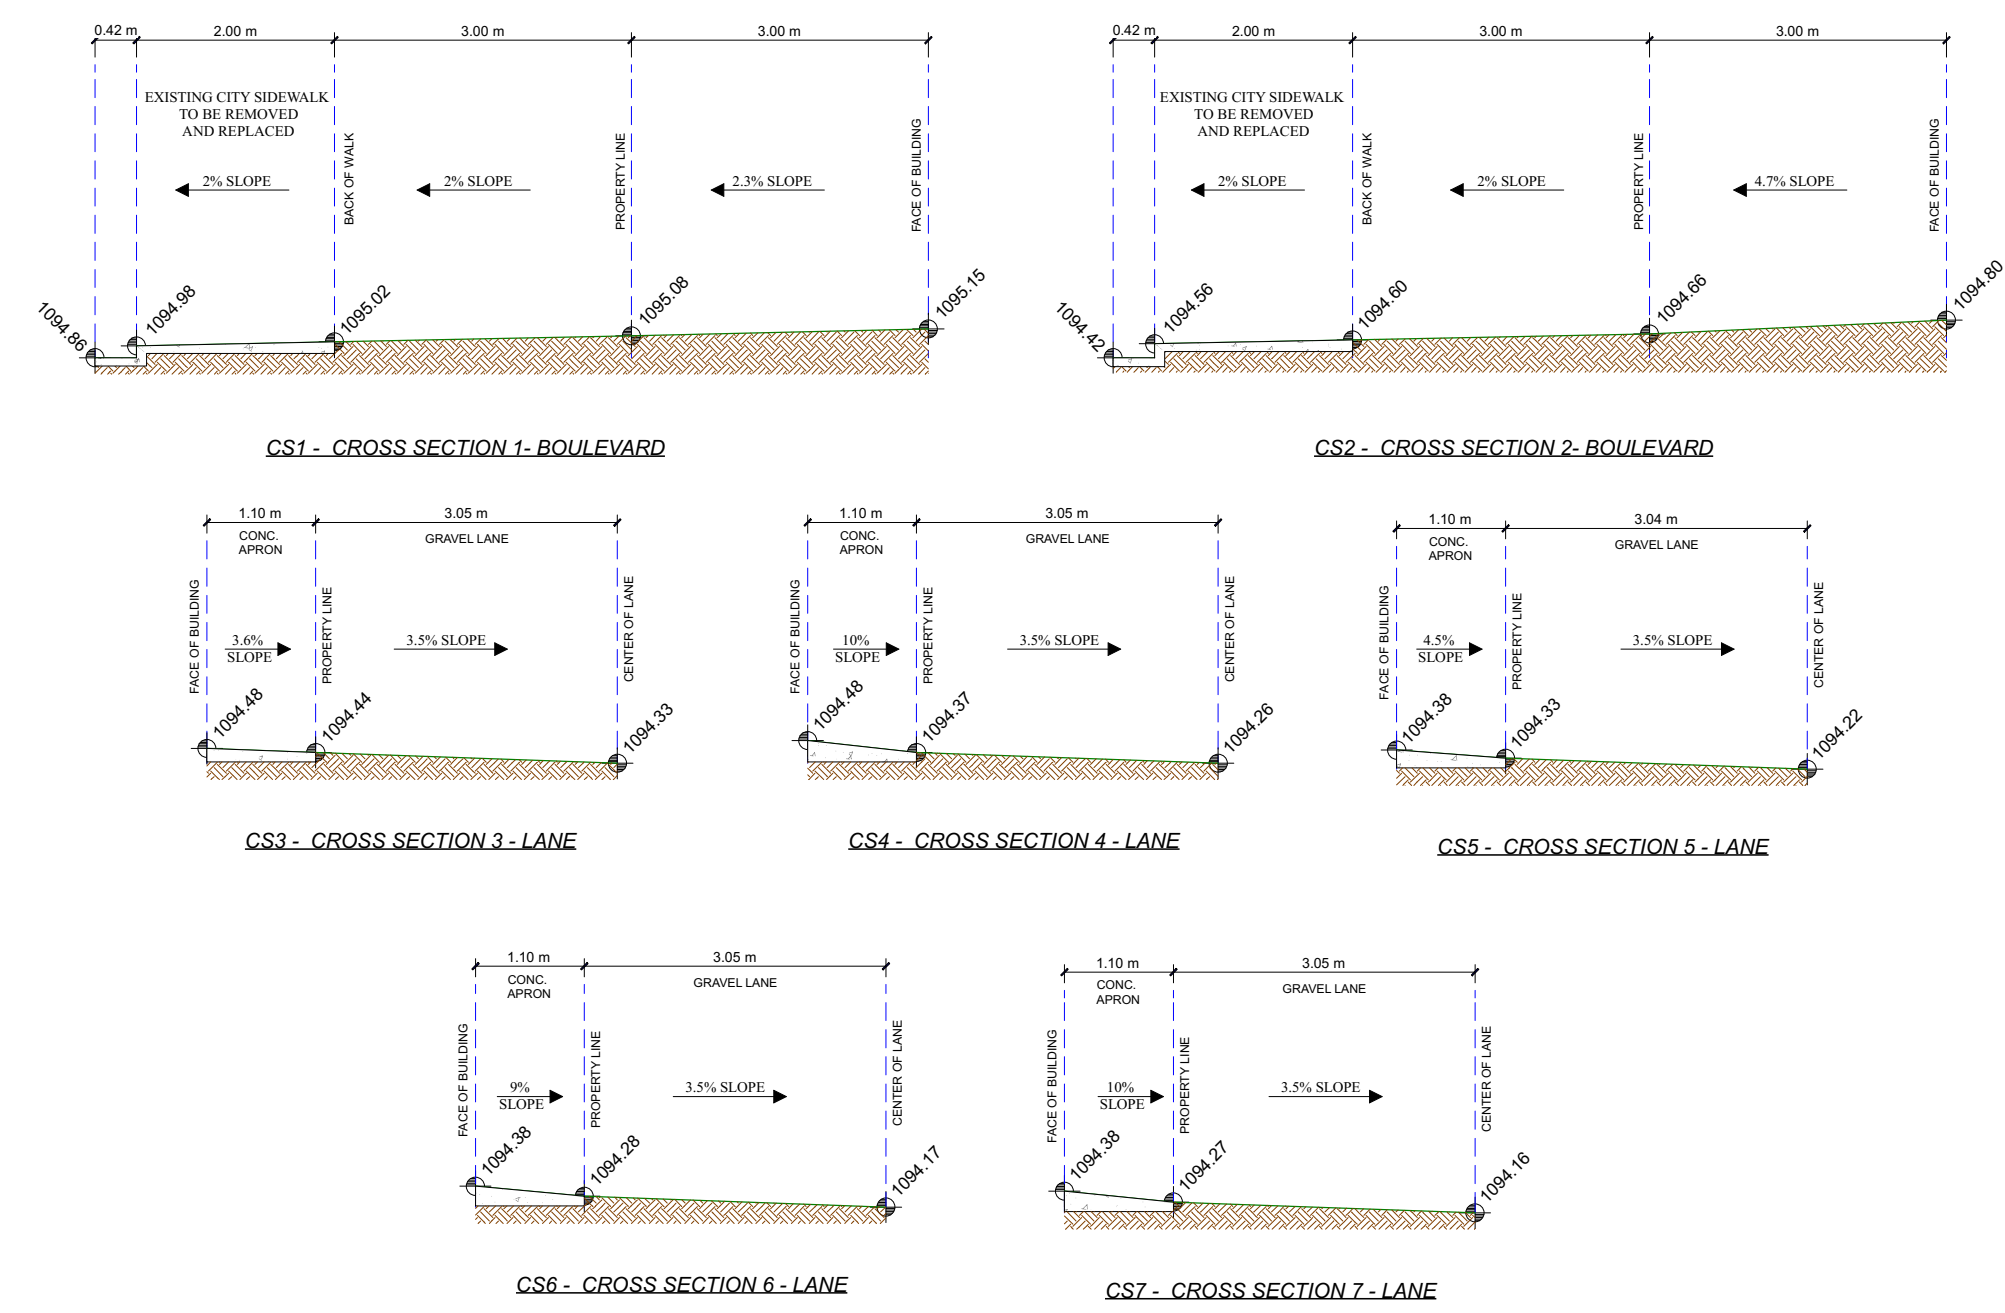 0.42 m 2.00 m 3.00 m 3.00 m
EXISTING CITY SIDEWALK
TO BE REMOVED
AND REPLACED
2% SLOPE
BACK OF WALK
2% SLOPE
PROPERTY LINE
2.3% SLOPE
FACE OF BUILDING
1094.86
1094.98
1095.02
1095.08
1095.15
CS1 - CROSS SECTION 1- BOULEVARD
0.42 m 2.00 m 3.00 m 3.00 m
EXISTING CITY SIDEWALK
TO BE REMOVED
AND REPLACED
2% SLOPE
BACK OF WALK
2% SLOPE
PROPERTY LINE
4.7% SLOPE
FACE OF BUILDING
1094.42
1094.56
1094.60
1094.66
1094.80
CS2 - CROSS SECTION 2- BOULEVARD
1.10 m 3.05 m
CONC.
APRON
GRAVEL LANE
FACE OF BUILDING
3.6%
SLOPE
PROPERTY LINE
3.5% SLOPE
CENTER OF LANE
1094.48
1094.44
1094.33
CS3 - CROSS SECTION 3 - LANE
1.10 m 3.05 m
CONC.
APRON
GRAVEL LANE
FACE OF BUILDING
10%
SLOPE
PROPERTY LINE
3.5% SLOPE
CENTER OF LANE
1094.48
1094.37
1094.26
CS4 - CROSS SECTION 4 - LANE
1.10 m 3.04 m
CONC.
APRON
GRAVEL LANE
FACE OF BUILDING
4.5%
SLOPE
PROPERTY LINE
3.5% SLOPE
CENTER OF LANE
1094.38
1094.33
1094.22
CS5 - CROSS SECTION 5 - LANE
1.10 m 3.05 m
CONC.
APRON
GRAVEL LANE
FACE OF BUILDING
9%
SLOPE
PROPERTY LINE
3.5% SLOPE
CENTER OF LANE
1094.38
1094.28
1094.17
CS6 - CROSS SECTION 6 - LANE
1.10 m 3.05 m
CONC.
APRON
GRAVEL LANE
FACE OF BUILDING
10%
SLOPE
PROPERTY LINE
3.5% SLOPE
CENTER OF LANE
1094.38
1094.27
1094.16
CS7 - CROSS SECTION 7 - LANE